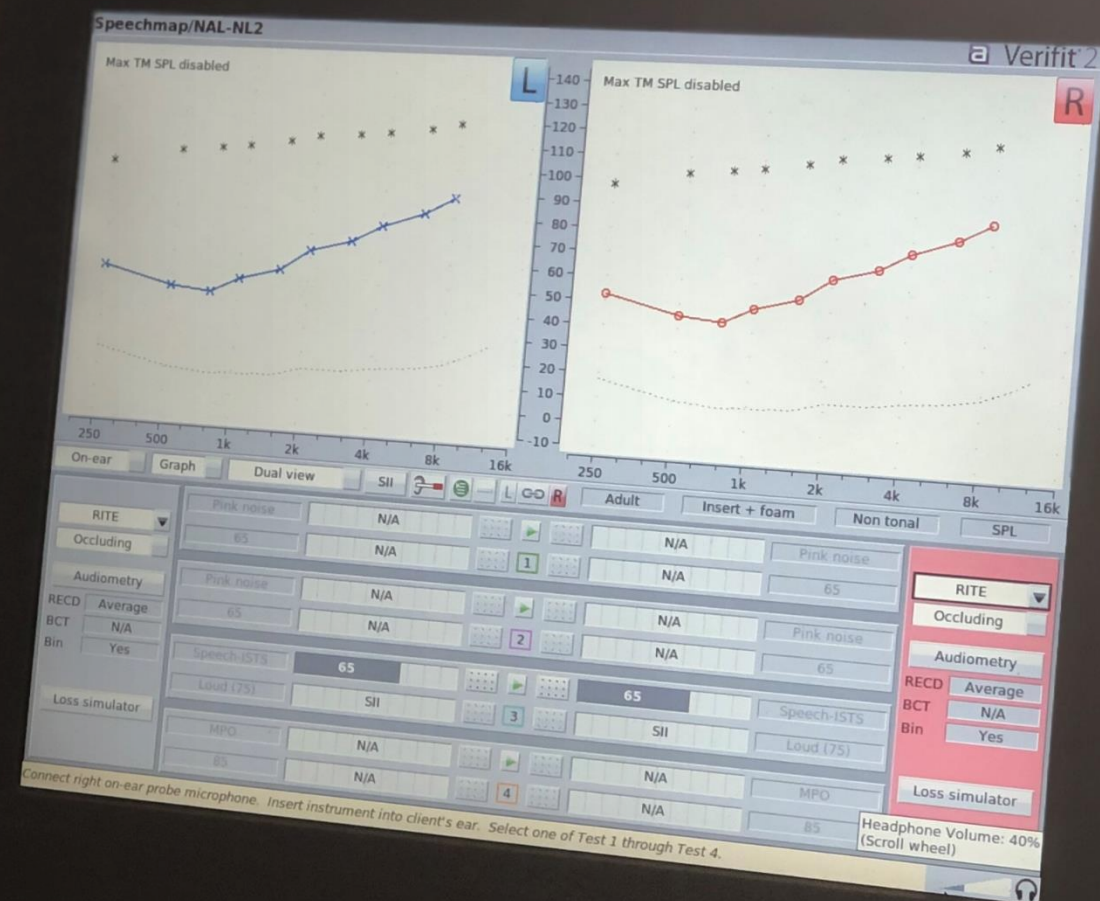 Speechmap/NAL-NL2
a Verifit 2
Max TM SPL disabled
L
Max TM SPL disabled
R
140
130
120
110
100
90
80
70
60
50
40
30
20
10
0
-10
250 500 1k 2k 4k 8k 16k
250 500 1k 2k 4k 8k 16k
On-ear Graph Dual view SII L R Adult Insert + foam Non tonal SPL
RITE
Occluding
Audiometry
RECD Average
BCT N/A
Bin Yes
Loss simulator
Pink noise N/A N/A Pink noise
65 N/A 1 N/A 65
Pink noise N/A N/A Pink noise
65 N/A 2 N/A 65
Speech-ISTS 65 65 Speech-ISTS
Loud (75) SII 3 SII Loud (75)
MPO N/A N/A MPO
85 N/A 4 N/A 85
RITE
Occluding
Audiometry
RECD Average
BCT N/A
Bin Yes
Loss simulator
Connect right on-ear probe microphone. Insert instrument into client's ear. Select one of Test 1 through Test 4.
Headphone Volume: 40%
(Scroll wheel)